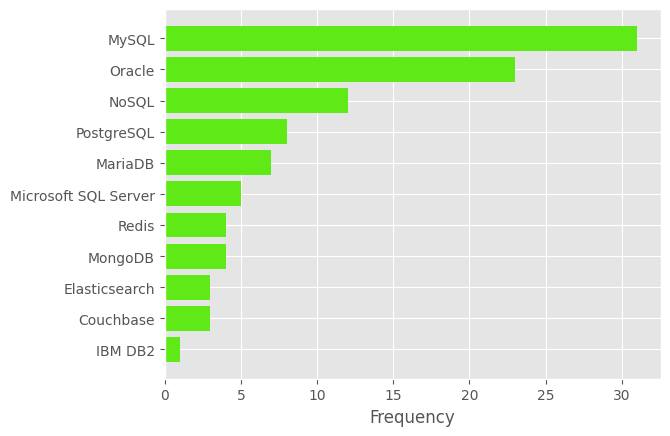 MySQL
Oracle
NoSQL
PostgreSQL
MariaDB
Microsoft SQL Server
Redis
MongoDB
Elasticsearch
Couchbase
IBM DB2
0 5 10 15 20 25 30
Frequency